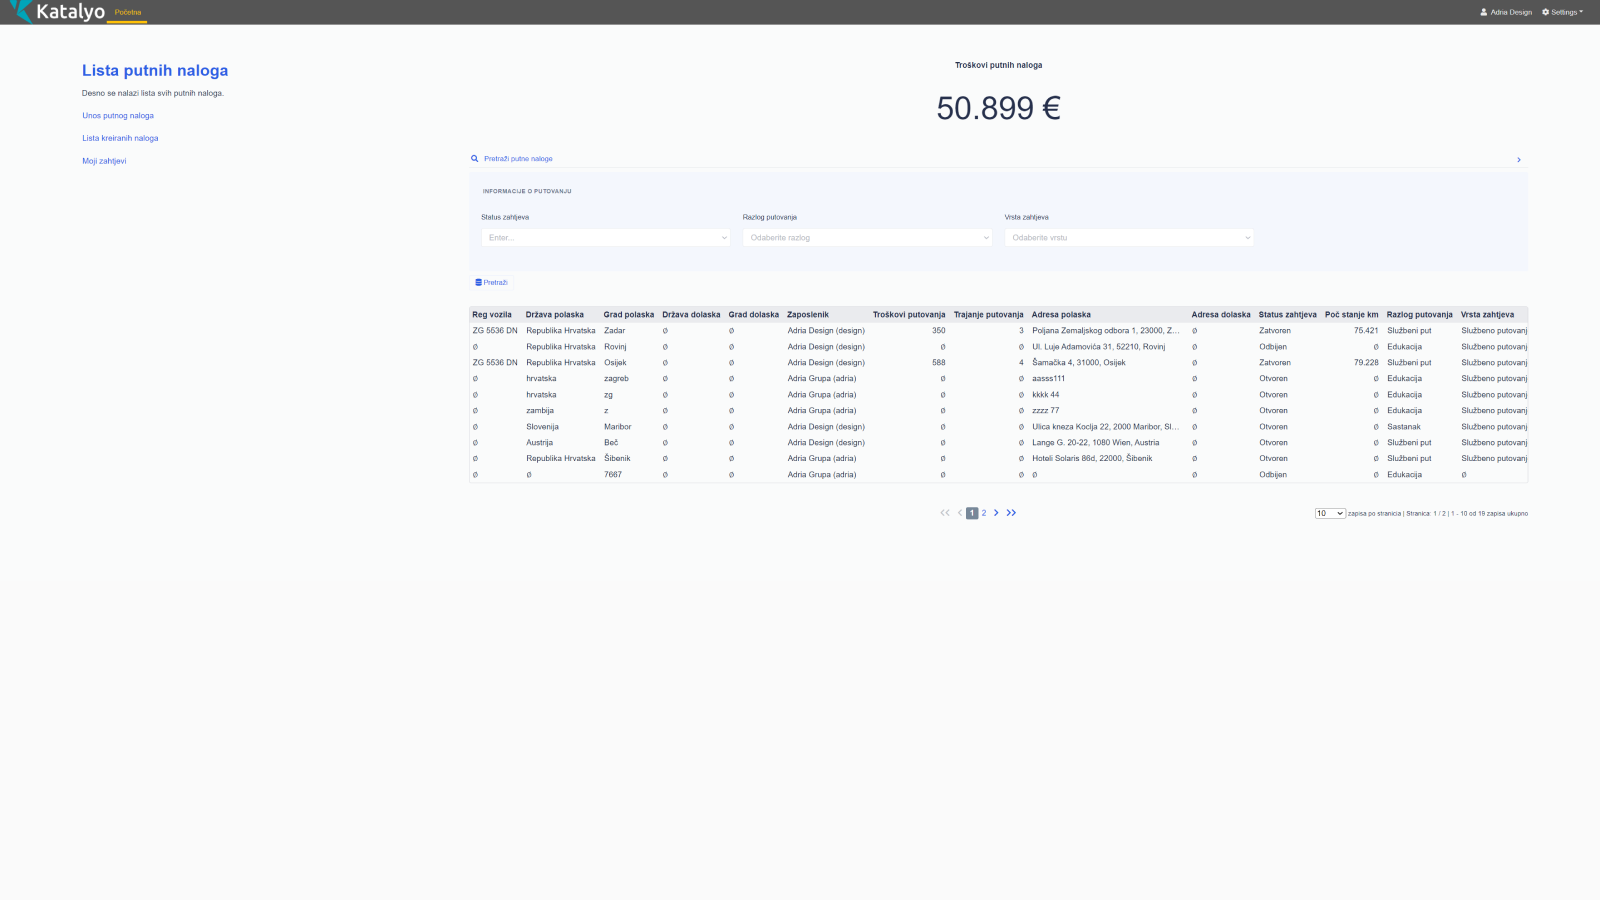 Katalyo Početna Adria Design Settings
Lista putnih naloga
Desno se nalazi lista svih putnih naloga.
Unos putnog naloga
Lista kreiranih naloga
Moji zahtjevi
Troškovi putnih naloga
50.899 €
Pretraži putne naloge
INFORMACIJE O PUTOVANJU
Status zahtjeva Razlog putovanja Vrsta zahtjeva
Enter... Odaberite razlog Odaberite vrstu
Pretraži
Reg vozila Država polaska Grad polaska Država dolaska Grad dolaska Zaposlenik Troškovi putovanja Trajanje putovanja Adresa polaska Adresa dolaska Status zahtjeva Poč stanje km Razlog putovanja Vrsta zahtjeva
ZG 5536 DN Republika Hrvatska Zadar ∅ ∅ Adria Design (design) 350 3 Poljana Zemaljskog odbora 1, 23000, Z... ∅ Zatvoren 75.421 Službeni put Službeno putovanj
∅ Republika Hrvatska Rovinj ∅ ∅ Adria Design (design) ∅ ∅ Ul. Luje Adamovića 31, 52210, Rovinj ∅ Odbijen ∅ Edukacija Službeno putovanj
ZG 5536 DN Republika Hrvatska Osijek ∅ ∅ Adria Design (design) 588 4 Šamačka 4, 31000, Osijek ∅ Zatvoren 79.228 Službeni put Službeno putovanj
∅ hrvatska zagreb ∅ ∅ Adria Grupa (adria) ∅ ∅ aasss111 ∅ Otvoren ∅ Edukacija Službeno putovanj
∅ hrvatska zg ∅ ∅ Adria Grupa (adria) ∅ ∅ kkkk 44 ∅ Otvoren ∅ Edukacija Službeno putovanj
∅ zambija z ∅ ∅ Adria Grupa (adria) ∅ ∅ zzzz 77 ∅ Otvoren ∅ Edukacija Službeno putovanj
∅ Slovenija Maribor ∅ ∅ Adria Design (design) ∅ ∅ Ulica kneza Koclja 22, 2000 Maribor, Sl... ∅ Otvoren ∅ Sastanak Službeno putovanj
∅ Austrija Beč ∅ ∅ Adria Design (design) ∅ ∅ Lange G. 20-22, 1080 Wien, Austria ∅ Otvoren ∅ Službeni put Službeno putovanj
∅ Republika Hrvatska Šibenik ∅ ∅ Adria Grupa (adria) ∅ ∅ Hoteli Solaris 86d, 22000, Šibenik ∅ Otvoren ∅ Službeni put Službeno putovanj
∅ ∅ 7667 ∅ ∅ Adria Grupa (adria) ∅ ∅ ∅ ∅ Odbijen ∅ Edukacija ∅
<< < 1 2 > >> 10 zapisa po stranicia | Stranica: 1 / 2 | 1 - 10 od 19 zapisa ukupno